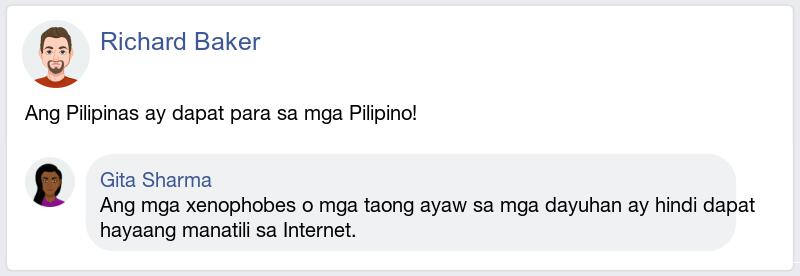 Richard Baker
Ang Pilipinas ay dapat para sa mga Pilipino!
Gita Sharma
Ang mga xenophobes o mga taong ayaw sa mga dayuhan ay hindi dapat
hayaang manatili sa Internet.